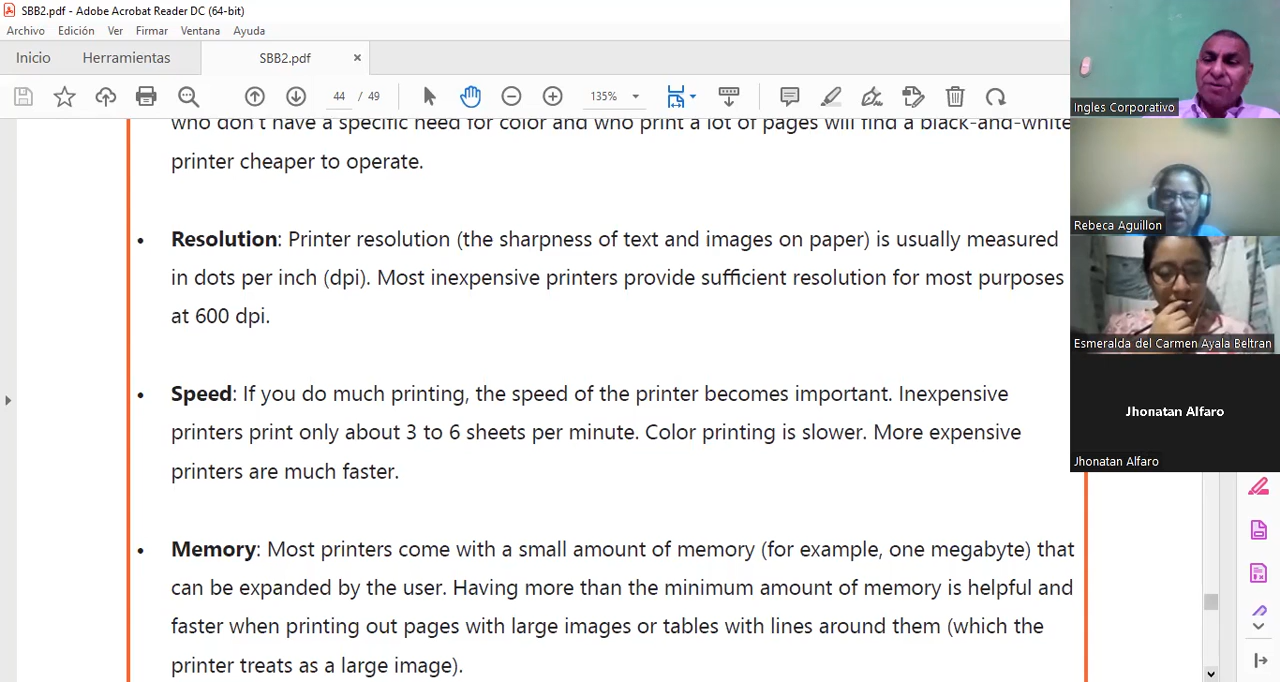 SBB2.pdf - Adobe Acrobat Reader DC (64-bit)
Archivo Edición Ver Firmar Ventana Ayuda
Inicio Herramientas SBB2.pdf ×
44 / 49 135%
who don't have a specific need for color and who print a lot of pages will find a black-and-white
printer cheaper to operate.
• Resolution: Printer resolution (the sharpness of text and images on paper) is usually measured
in dots per inch (dpi). Most inexpensive printers provide sufficient resolution for most purposes
at 600 dpi.
• Speed: If you do much printing, the speed of the printer becomes important. Inexpensive
printers print only about 3 to 6 sheets per minute. Color printing is slower. More expensive
printers are much faster.
• Memory: Most printers come with a small amount of memory (for example, one megabyte) that
can be expanded by the user. Having more than the minimum amount of memory is helpful and
faster when printing out pages with large images or tables with lines around them (which the
printer treats as a large image).
Ingles Corporativo
Rebeca Aguillon
Esmeralda del Carmen Ayala Beltran
Jhonatan Alfaro
Jhonatan Alfaro